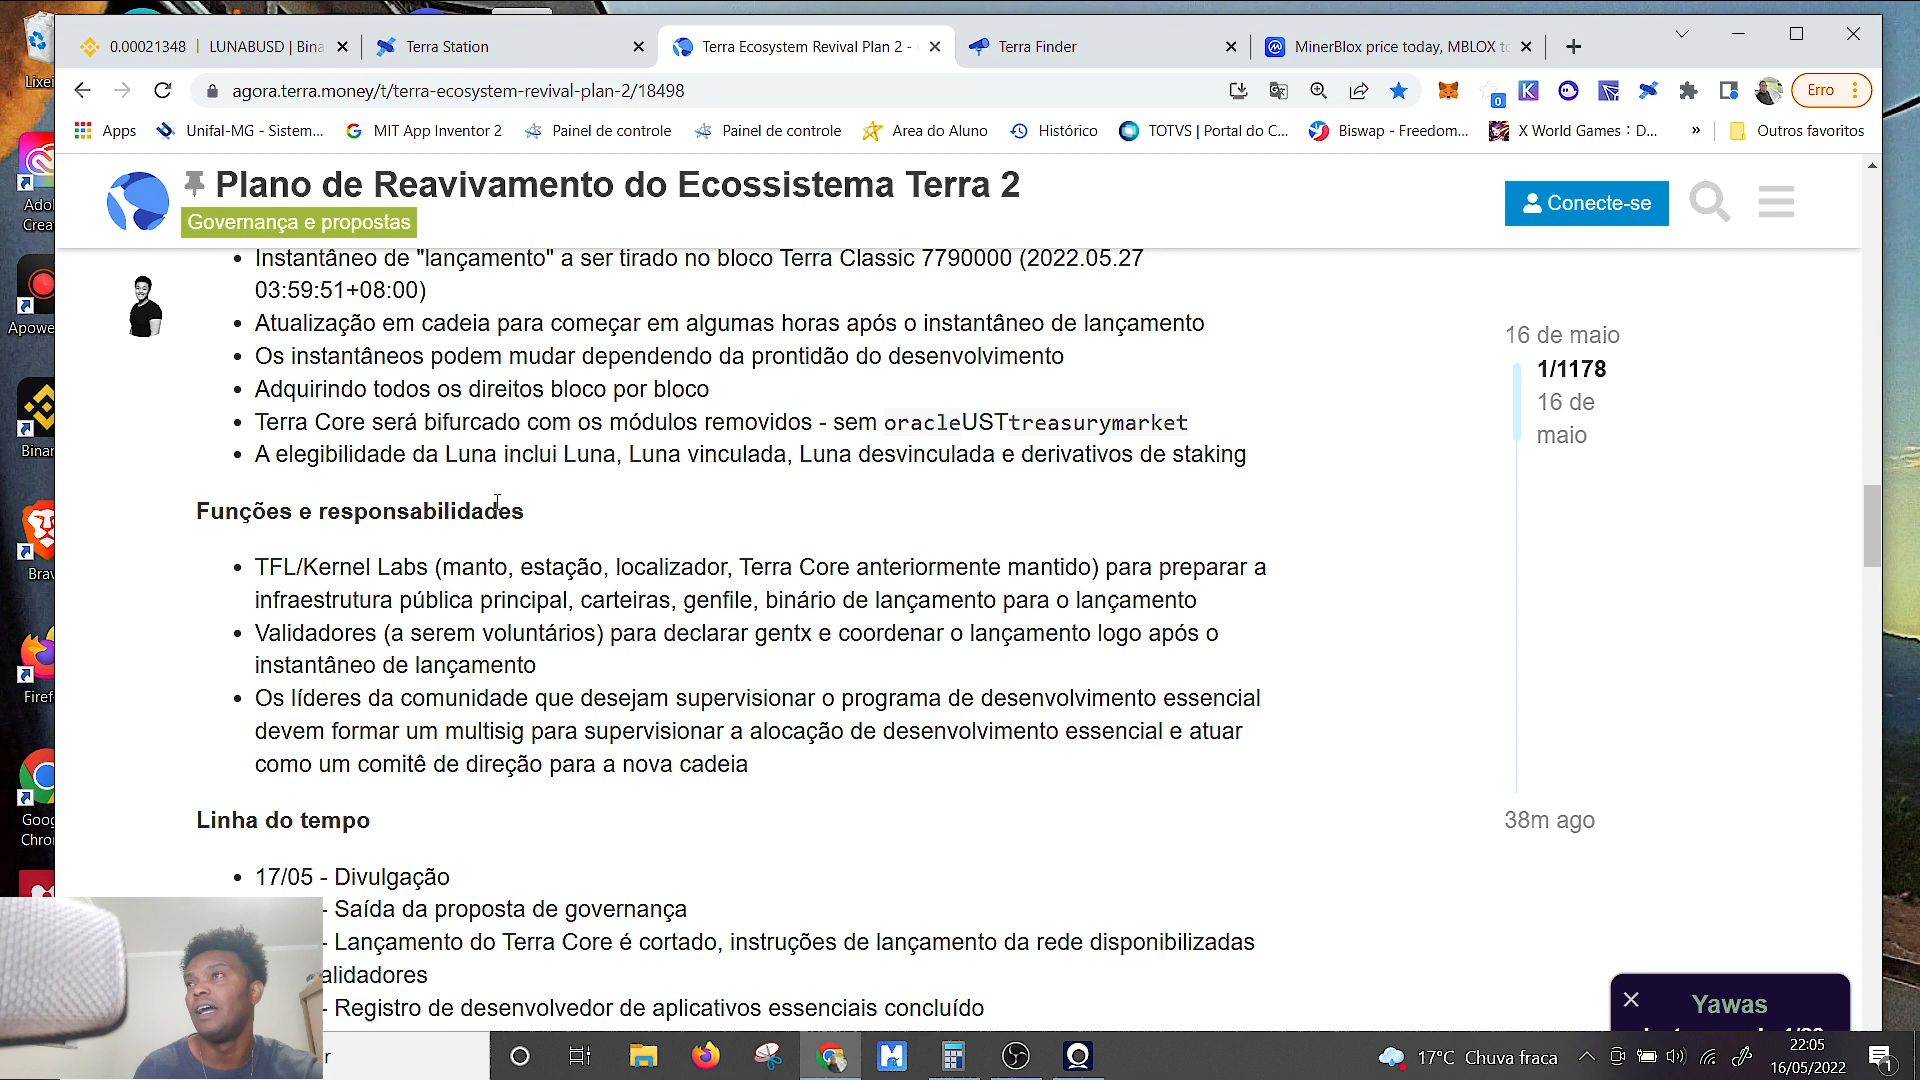 Lixei
0.00021348 | LUNABUSD | Bina
Terra Station
Terra Ecosystem Revival Plan 2 -
Terra Finder
MinerBlox price today, MBLOX to
agora.terra.money/t/terra-ecosystem-revival-plan-2/18498
0
Erro
Apps
Unifal-MG - Sistem...
MIT App Inventor 2
Painel de controle
Painel de controle
Area do Aluno
Histórico
TOTVS | Portal do C...
Biswap - Freedom...
X World Games : D...
»
Outros favoritos
Plano de Reavivamento do Ecossistema Terra 2
Governança e propostas
Conecte-se
Ado
Crea
Apowe
Binar
Brav
Firef
Goog
Chro
Instantâneo de "lançamento" a ser tirado no bloco Terra Classic 7790000 (2022.05.27
03:59:51+08:00)
Atualização em cadeia para começar em algumas horas após o instantâneo de lançamento
Os instantâneos podem mudar dependendo da prontidão do desenvolvimento
Adquirindo todos os direitos bloco por bloco
Terra Core será bifurcado com os módulos removidos - sem oracleUSTtreasurymarket
A elegibilidade da Luna inclui Luna, Luna vinculada, Luna desvinculada e derivativos de staking
16 de maio
1/1178
16 de
maio
38m ago
Funções e responsabilidades
TFL/Kernel Labs (manto, estação, localizador, Terra Core anteriormente mantido) para preparar a
infraestrutura pública principal, carteiras, genfile, binário de lançamento para o lançamento
Validadores (a serem voluntários) para declarar gentx e coordenar o lançamento logo após o
instantâneo de lançamento
Os líderes da comunidade que desejam supervisionar o programa de desenvolvimento essencial
devem formar um multisig para supervisionar a alocação de desenvolvimento essencial e atuar
como um comitê de direção para a nova cadeia
Linha do tempo
17/05 - Divulgação
- Saída da proposta de governança
- Lançamento do Terra Core é cortado, instruções de lançamento da rede disponibilizadas
alidadores
- Registro de desenvolvedor de aplicativos essenciais concluído
Yawas
r
17°C Chuva fraca
22:05
16/05/2022
1